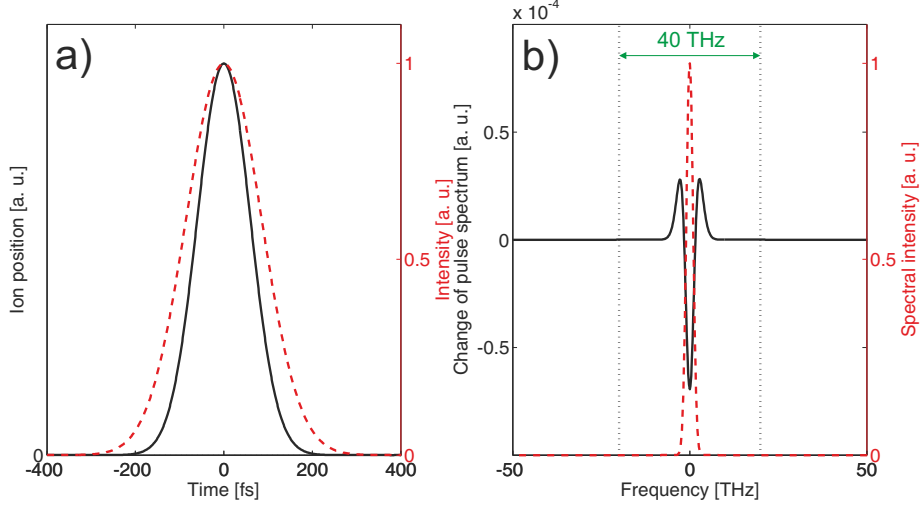 a)
Ion position [a. u.]
0
-400
-200
0
200
400
Time [fs]
1
0.5
0
Intensity [a. u.]
b)
x 10-4
40 THz
Change of pulse spectrum [a. u.]
0.5
0
-0.5
-50
0
50
Frequency [THz]
1
0.5
0
Spectral intensity [a. u.]